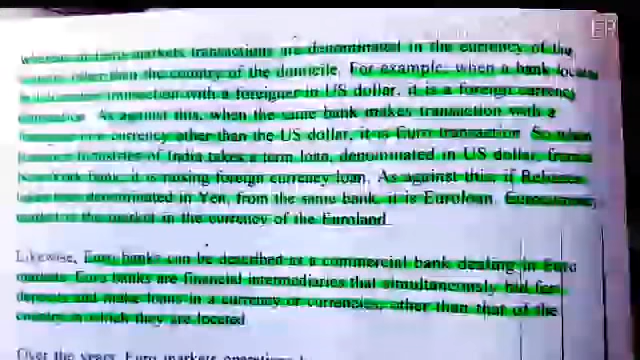 markets transactions are denominated in the currency of the
other than the country of the domicile. For example, when a bank
transaction with a foreigner in US dollar, it is a foreign currency
As against this, when the same bank makes transaction with a
currency other than the US dollar, it is Euro transaction. So when
Industries of India takes a term loan, denominated in US dollar, from
bank, it is raising foreign currency loan. As against this, if Reliance
denominated in Yen, from the same bank, it is Euroloan.
market is the market in the currency of the Euroland
Likewise, Euro banks can be described as a commercial bank dealing in Euro
markets. Euro banks are financial intermediaries that simultaneously bid for
deposits and make loans in a currency or currencies, other than that of the
country in which they are located
Over the years, Euro markets operations